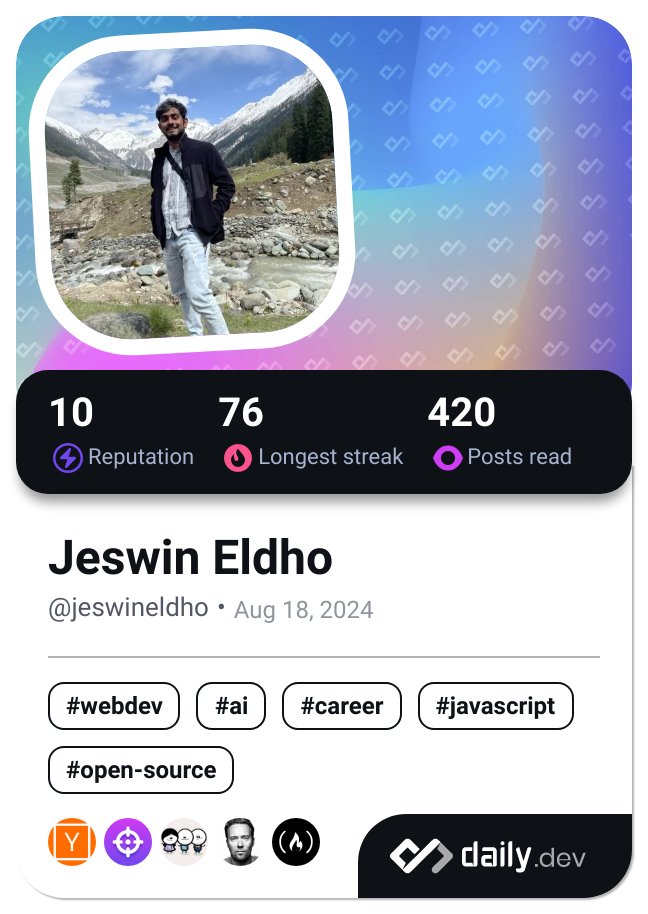 10 76 420
Reputation Longest streak Posts read
Jeswin Eldho
@jeswineldho • Aug 18, 2024
#webdev #ai #career #javascript
#open-source
Y
daily.dev